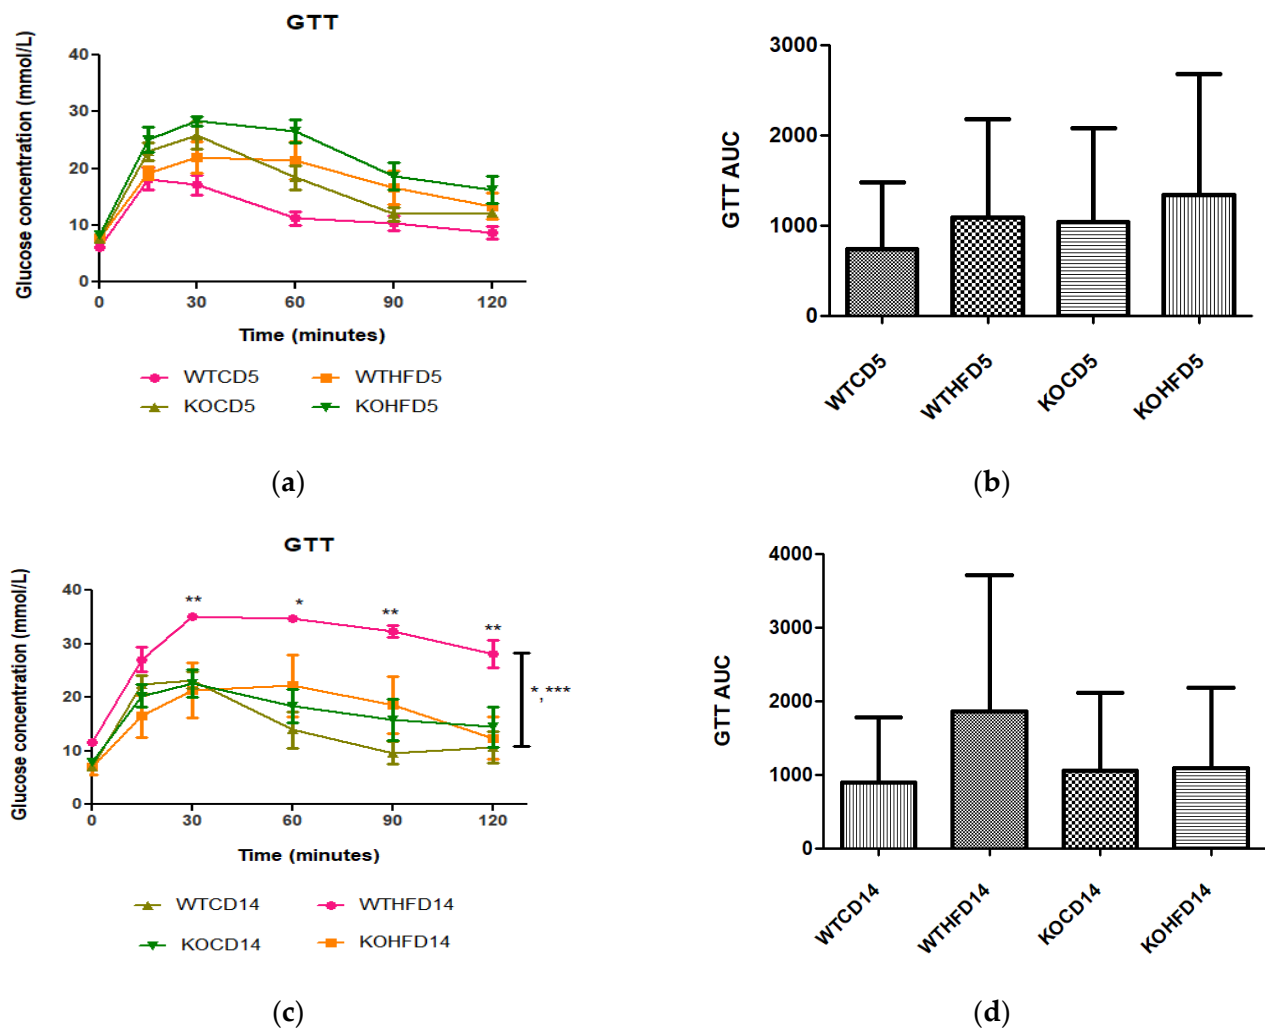 GTT
Glucose concentration (mmol/L)
40
30
20
10
0
0 30 60 90 120
Time (minutes)
WTCD5 WTHFD5
KOCD5 KOHFD5
(a)
GTT AUC
3000
2000
1000
0
WTCD5 WTHFD5 KOCD5 KOHFD5
(b)
GTT
Glucose concentration (mmol/L)
40
30
20
10
0
** * ** **
*, ***
0 30 60 90 120
Time (minutes)
WTCD14 WTHFD14
KOCD14 KOHFD14
(c)
GTT AUC
4000
3000
2000
1000
0
WTCD14 WTHFD14 KOCD14 KOHFD14
(d)